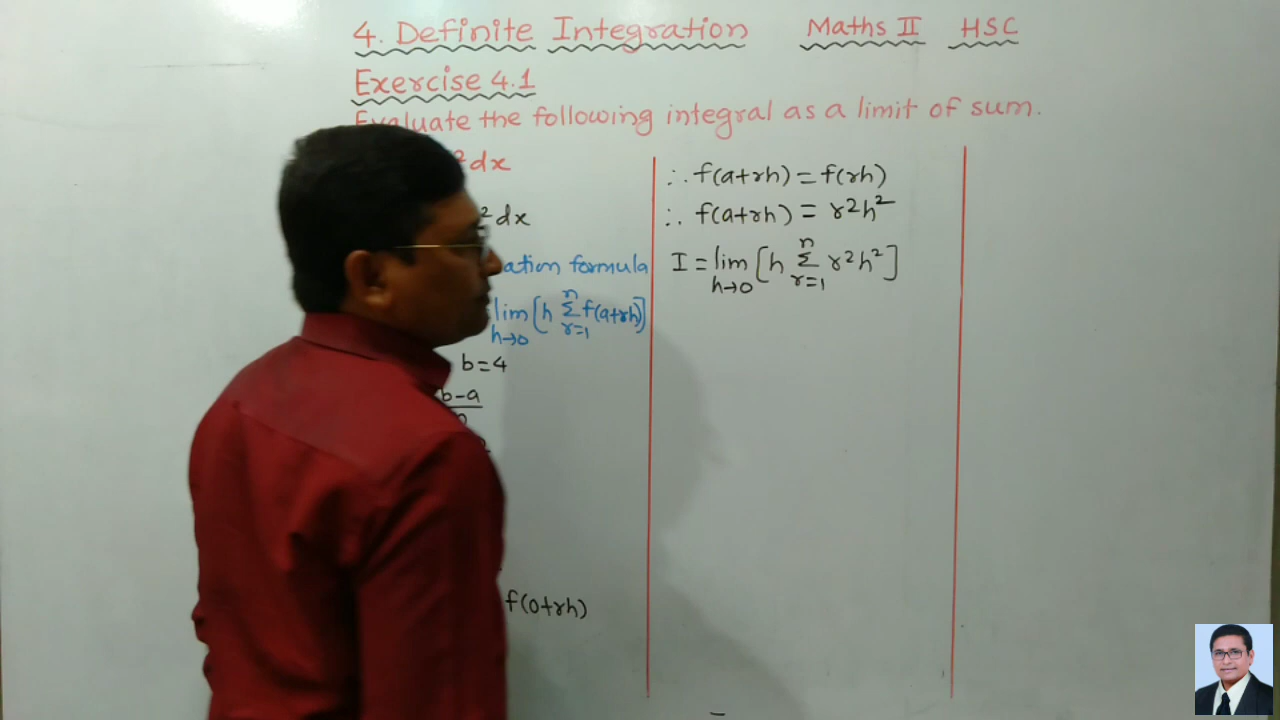 4. Definite Integration Maths II HSC
Exercise 4.1
Evaluate the following integral as a limit of sum.
²dx
²dx
ation formula
lim h→0 [h Σ n r=1 f(a+rh)]
b=4
b-a
f(0+rh)
∴ f(a+rh) = f(rh)
∴ f(a+rh) = r²h²
I = lim h→0 [h Σ n r=1 r²h²]